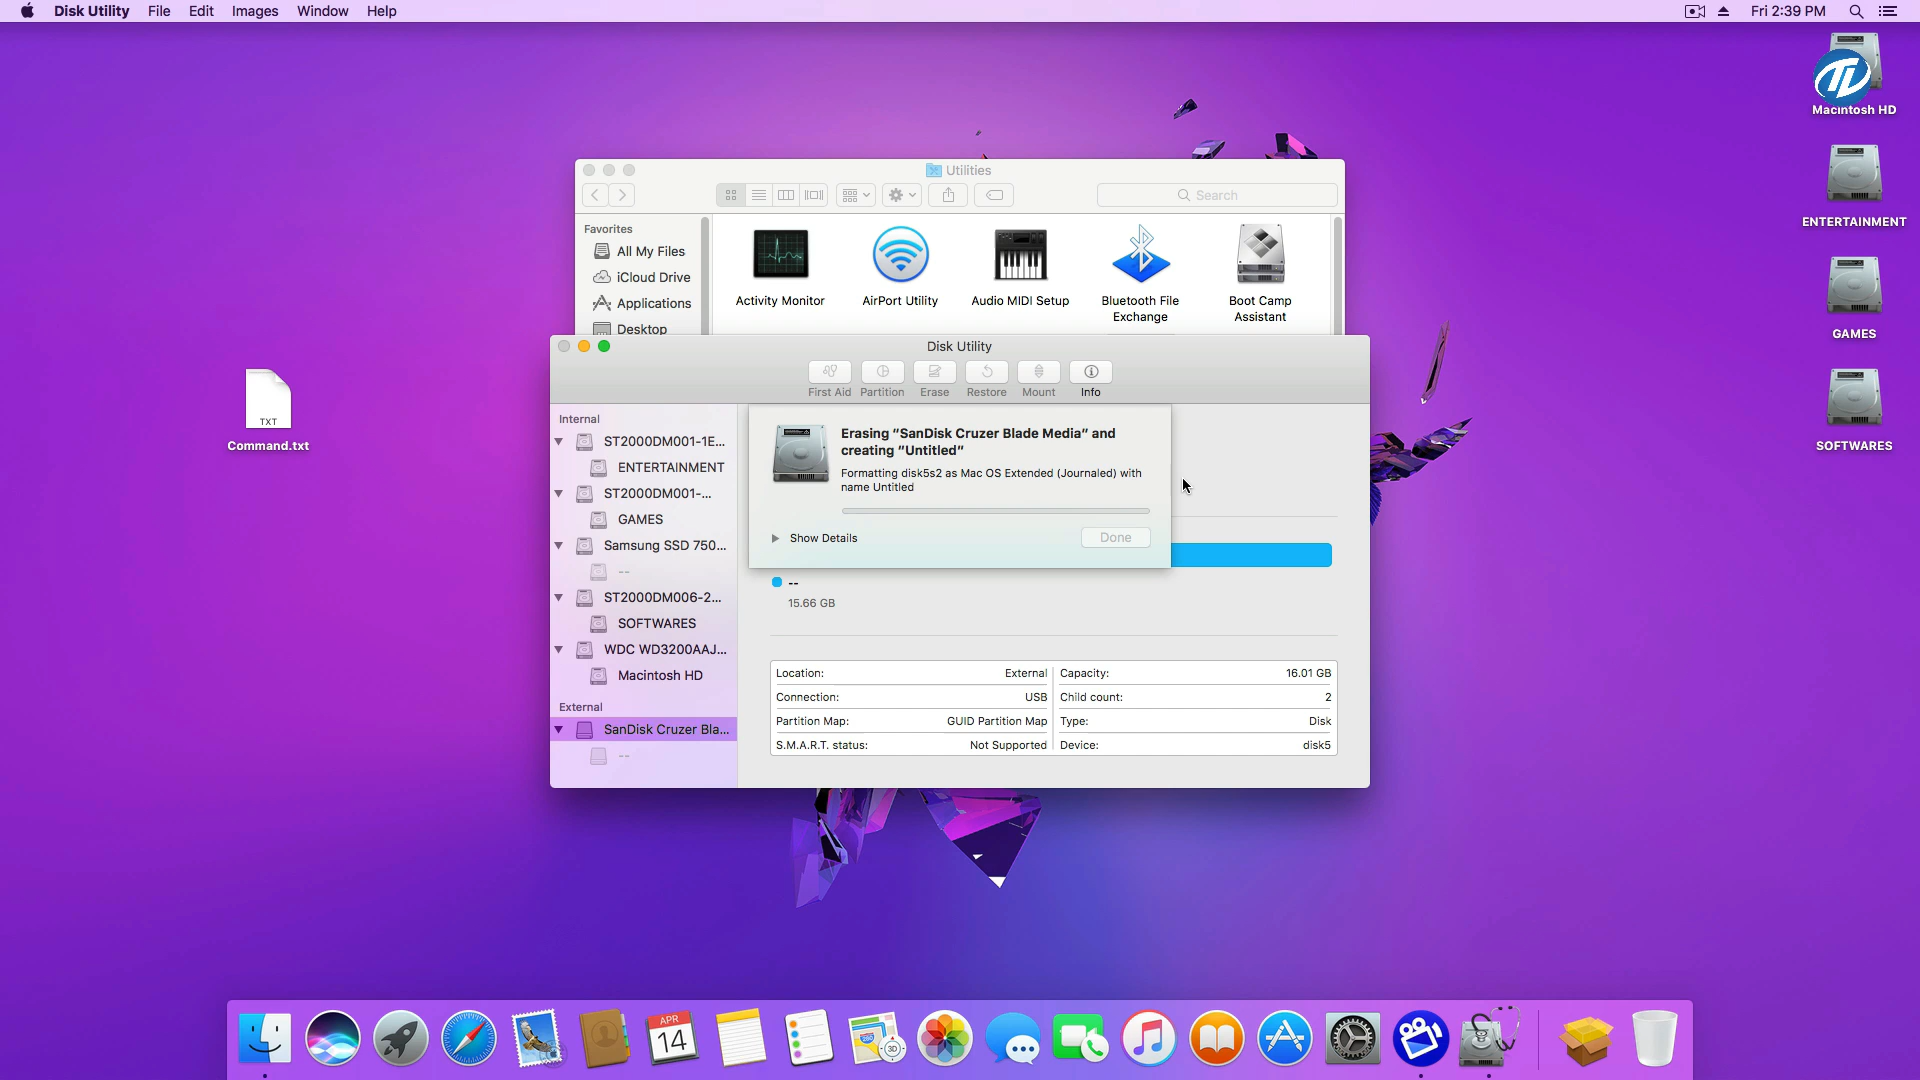 Disk Utility File Edit Images Window Help
Fri 2:39 PM
Macintosh HD
ENTERTAINMENT
GAMES
SOFTWARES
TXT
Command.txt
Utilities
Search
Favorites
All My Files
iCloud Drive
Applications
Desktop
Activity Monitor
AirPort Utility
Audio MIDI Setup
Bluetooth File
Exchange
Boot Camp
Assistant
Disk Utility
First Aid Partition Erase Restore Mount Info
Internal
ST2000DM001-1E...
ENTERTAINMENT
ST2000DM001-...
GAMES
Samsung SSD 750...
--
ST2000DM006-2...
SOFTWARES
WDC WD3200AAJ...
Macintosh HD
External
SanDisk Cruzer Bla...
--
Erasing “SanDisk Cruzer Blade Media” and
creating “Untitled”
Formatting disk5s2 as Mac OS Extended (Journaled) with
name Untitled
Show Details
Done
--
15.66 GB
Location: External
Connection: USB
Partition Map: GUID Partition Map
S.M.A.R.T. status: Not Supported
Capacity: 16.01 GB
Child count: 2
Type: Disk
Device: disk5
APR
14
3D